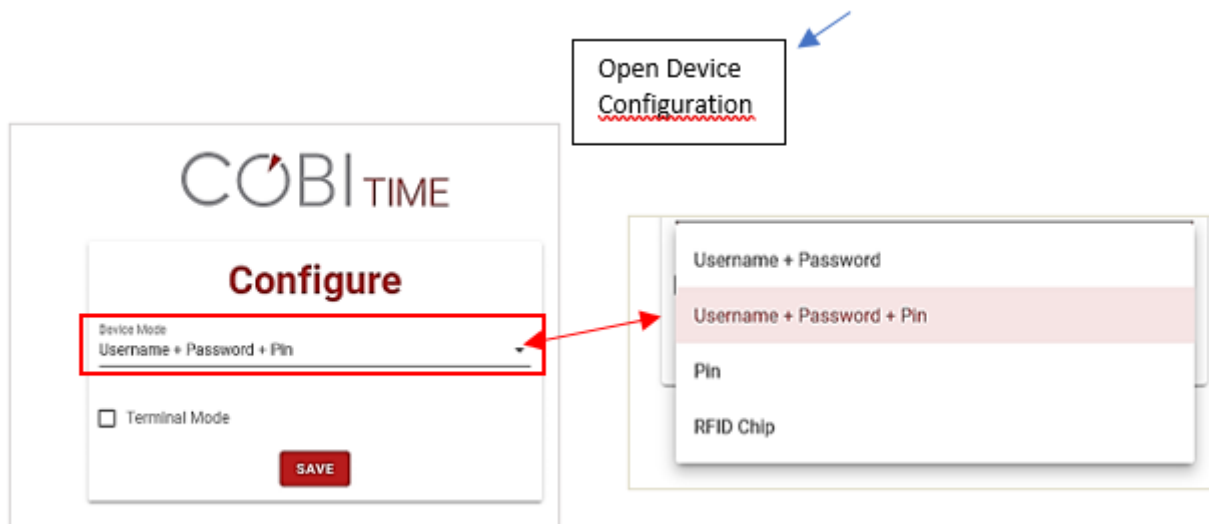 Open Device
Configuration
COBI TIME
Configure
Device Mode
Username + Password + Pin
Terminal Mode
SAVE
Username + Password
Username + Password + Pin
Pin
RFID Chip